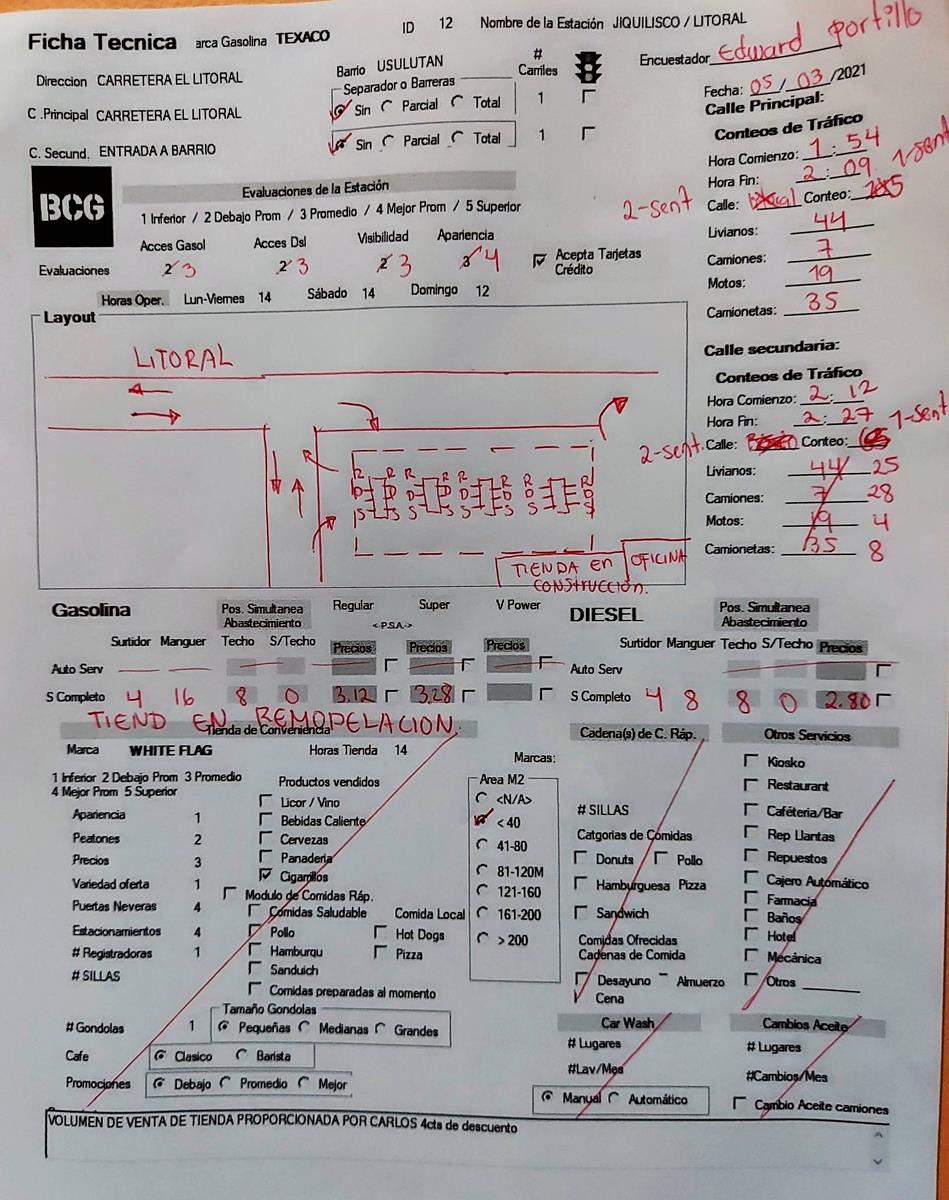 Ficha Tecnica arca Gasolina TEXACO ID 12 Nombre de la Estación JIQUILISCO / LITORAL
Encuestador Edward Portillo
Direccion CARRETERA EL LITORAL Barrio USULUTAN # Carriles
Fecha: 05 / 03 /2021
Separador o Barreras
C .Principal CARRETERA EL LITORAL Sin Parcial Total 1
C. Secund. ENTRADA A BARRIO Sin Parcial Total 1
Calle Principal:
Conteos de Tráfico
Hora Comienzo: 1:54
Hora Fin: 2:09 1-sent
2-sent Calle: Conteo:
Livianos: 44
Camiones: 7
Motos: 19
Camionetas: 35
BCG
Evaluaciones de la Estación
1 Inferior / 2 Debajo Prom / 3 Promedio / 4 Mejor Prom / 5 Superior
Acces Gasol Acces Dsl Visibilidad Apariencia
Evaluaciones 2 3 2 3 2 3 3 4 Acepta Tarjetas Crédito
Horas Oper. Lun-Viernes 14 Sábado 14 Domingo 12
Layout
LITORAL
R R R R R R R R
D D D D D D D D
S S S S S S S S
TIENDA EN CONSTRUCCIÓN.
OFICINA
Calle secundaria:
Conteos de Tráfico
Hora Comienzo: 2:12
Hora Fin: 2:27 1-sent
2-sent. Calle: Conteo:
Livianos: 44 25
Camiones: 7 28
Motos: 19 4
Camionetas: 35 8
Gasolina Pos. Simultanea Abastecimiento Regular Super V Power
<-P.S.A.->
Surtidor Manguer Techo S/Techo Precios Precios Precios
Auto Serv
S Completo 4 16 8 0 3.12 3.28
DIESEL Pos. Simultanea Abastecimiento
Surtidor Manguer Techo S/Techo Precios
Auto Serv
S Completo 4 8 8 0 2.80
TIEND EN REMODELACION.
Tienda de Conveniencia
Marca WHITE FLAG Horas Tienda 14
1 Inferior 2 Debajo Prom 3 Promedio
4 Mejor Prom 5 Superior
Apariencia 1
Peatones 2
Precios 3
Variedad oferta 1
Puertas Neveras 4
Estacionamientos 4
# Registradoras 1
# SILLAS
Productos vendidos
Licor / Vino
Bebidas Caliente
Cervezas
Panaderia
Cigarrillos
Modulo de Comidas Ráp.
Comidas Saludable Comida Local
Pollo Hot Dogs
Hamburqu Pizza
Sanduich
Comidas preparadas al momento
Marcas:
Area M2
<N/A>
< 40
41-80
81-120M
121-160
161-200
> 200
# Gondolas 1
Tamaño Gondolas
Pequeñas Medianas Grandes
Cafe Clasico Barista
Promociones Debajo Promedio Mejor
Cadena(s) de C. Ráp.
# SILLAS
Catgorias de Comidas
Donuts Pollo
Hamburguesa Pizza
Sandwich
Comidas Ofrecidas
Cadenas de Comida
Desayuno Almuerzo
Cena
Otros Servicios
Kiosko
Restaurant
Caféteria/Bar
Rep Llantas
Repuestos
Cajero Automático
Farmacia
Baños
Hotel
Mécánica
Otros
Car Wash
# Lugares
#Lav/Mes
Manual Automático
Cambios Aceite
# Lugares
#Cambios/Mes
Cambio Aceite camiones
VOLUMEN DE VENTA DE TIENDA PROPORCIONADA POR CARLOS 4cts de descuento